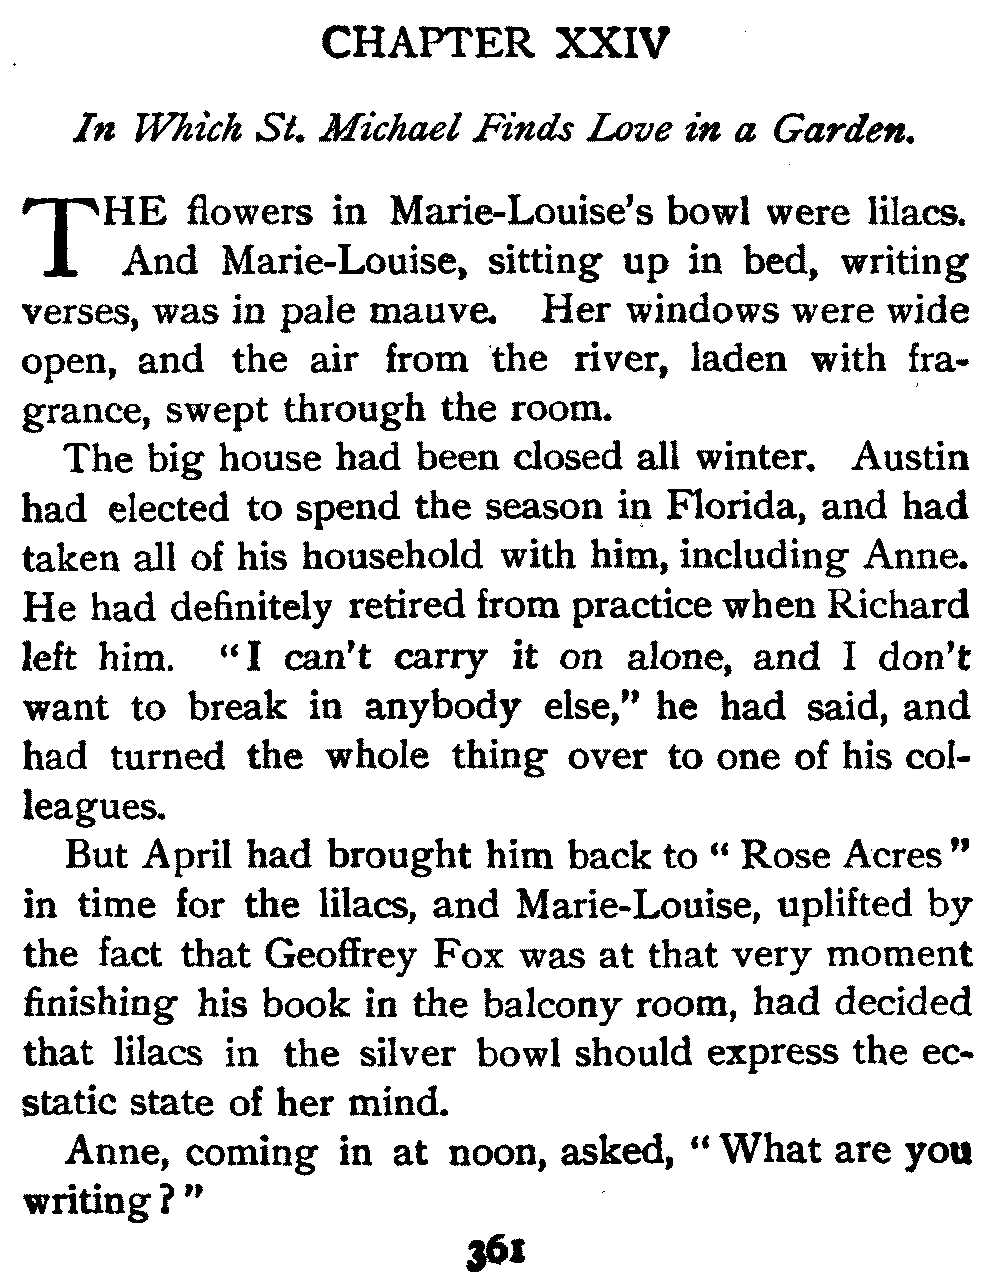 CHAPTER XXIV
In Which St. Michael Finds Love in a Garden.
THE flowers in Marie-Louise's bowl were lilacs.
And Marie-Louise, sitting up in bed, writing
verses, was in pale mauve. Her windows were wide
open, and the air from the river, laden with fra-
grance, swept through the room.
The big house had been closed all winter. Austin
had elected to spend the season in Florida, and had
taken all of his household with him, including Anne.
He had definitely retired from practice when Richard
left him. "I can't carry it on alone, and I don't
want to break in anybody else," he had said, and
had turned the whole thing over to one of his col-
leagues.
But April had brought him back to "Rose Acres"
in time for the lilacs, and Marie-Louise, uplifted by
the fact that Geoffrey Fox was at that very moment
finishing his book in the balcony room, had decided
that lilacs in the silver bowl should express the ec-
static state of her mind.
Anne, coming in at noon, asked, "What are you
writing?"
361